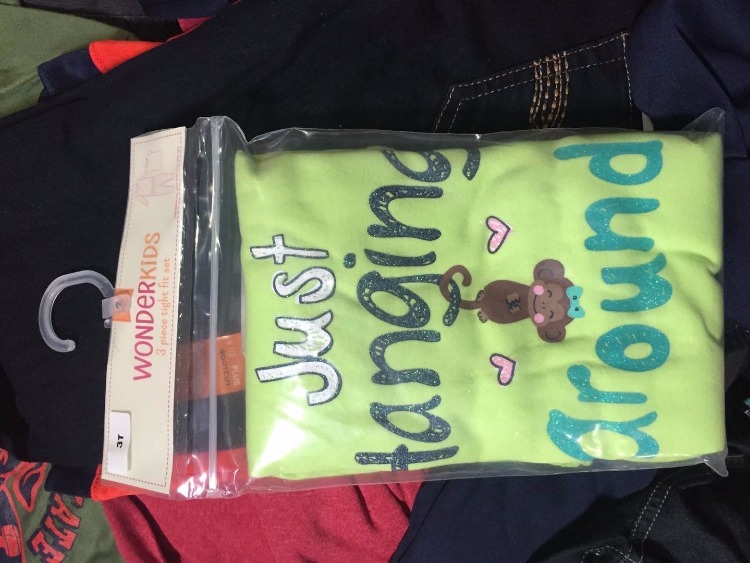 WONDERKIDS
3 piece tight fit set
3T
Just
hanging
around